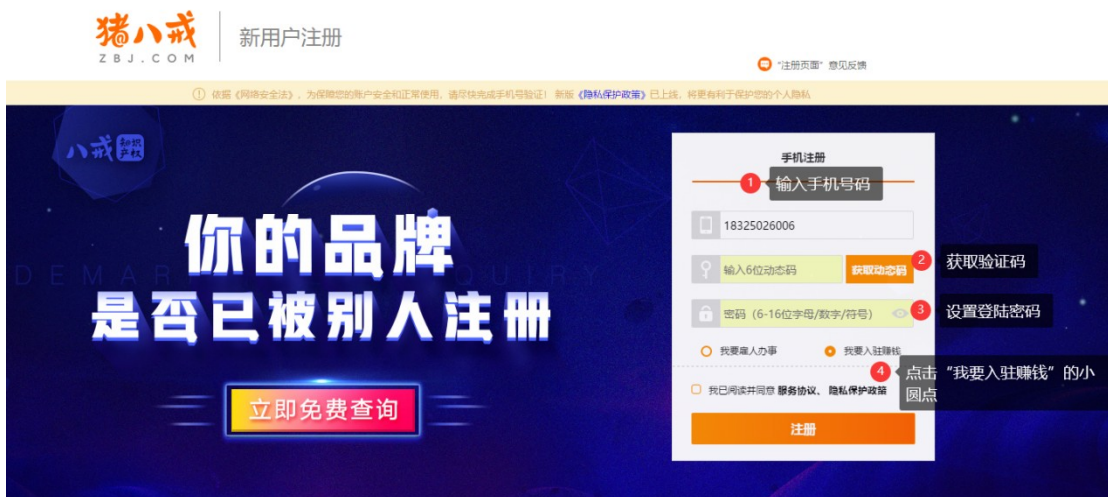 猪八戒
ZBJ.COM
新用户注册
“注册页面” 意见反馈
依据《网络安全法》，为保障您的账户安全和正常使用，请尽快完成手机号验证！ 新版《隐私保护政策》已上线，将更有利于保护您的个人隐私
八戒 知识产权
你的品牌
是否已被别人注册
立即免费查询
手机注册
1 输入手机号码
18325026006
输入6位动态码
获取动态码
2 获取验证码
密码（6-16位字母/数字/符号）
3 设置登陆密码
我要雇人办事
我要入驻赚钱
4 点击“我要入驻赚钱”的小
圆点
我已阅读并同意 服务协议、 隐私保护政策
注册